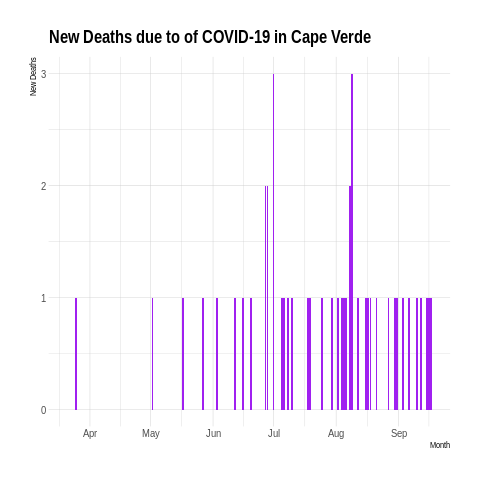 New Deaths due to of COVID-19 in Cape Verde
New Deaths
3
2
1
0
Apr May Jun Jul Aug Sep
Month